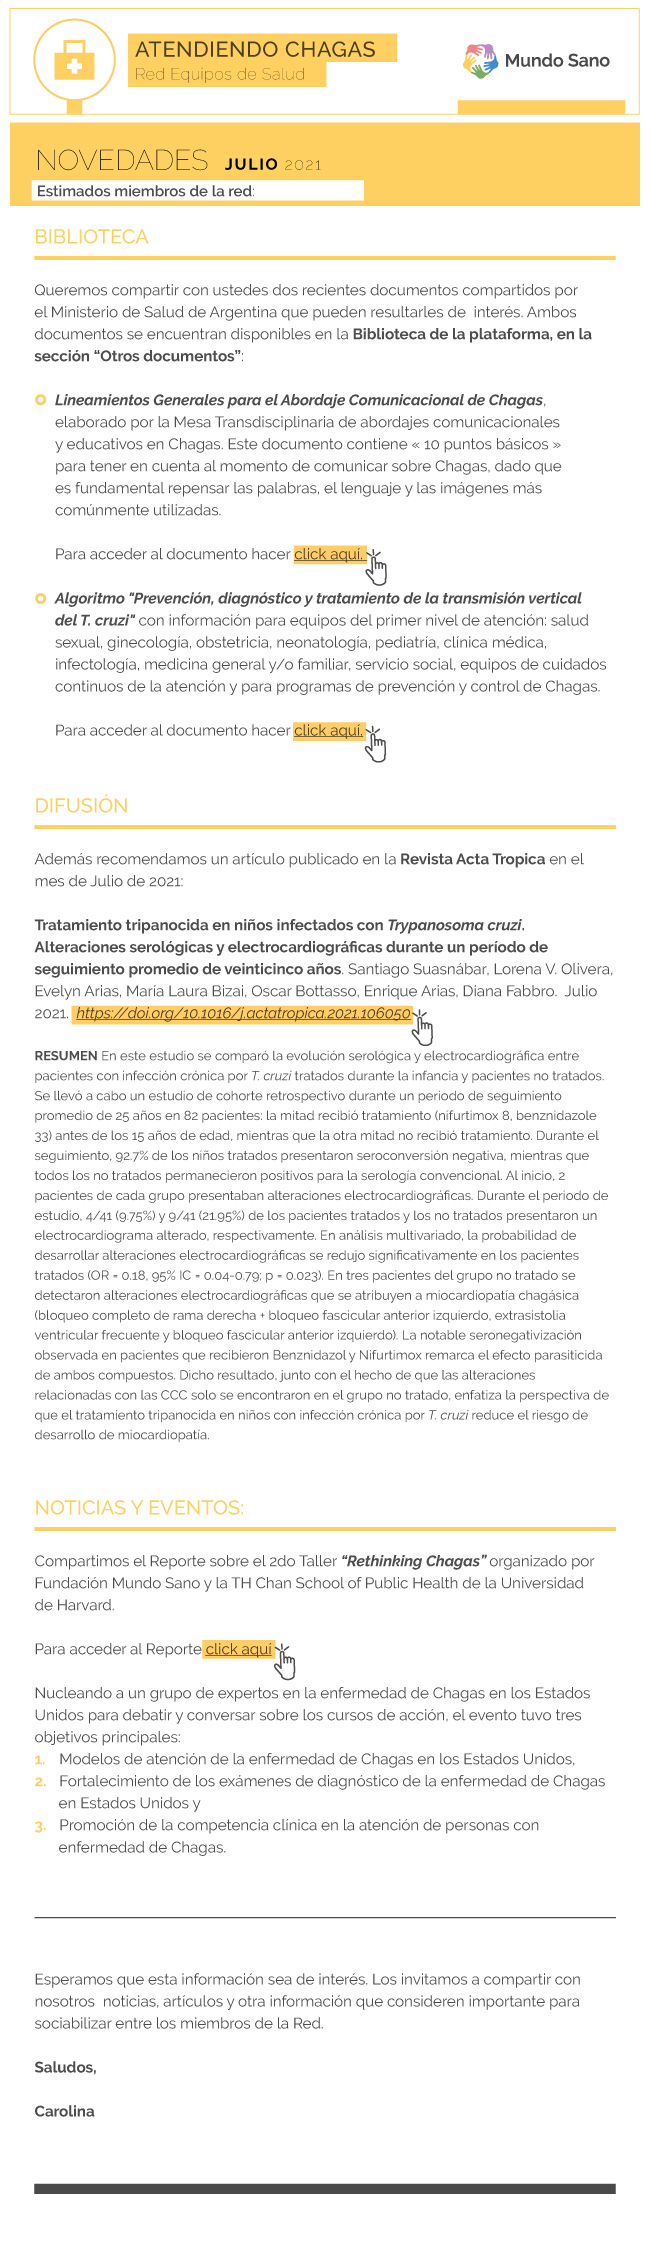 ATENDIENDO CHAGAS
Red Equipos de Salud
Mundo Sano
NOVEDADES JULIO 2021
Estimados miembros de la red:
BIBLIOTECA
Queremos compartir con ustedes dos recientes documentos compartidos por
el Ministerio de Salud de Argentina que pueden resultarles de interés. Ambos
documentos se encuentran disponibles en la Biblioteca de la plataforma, en la
sección “Otros documentos”:
Lineamientos Generales para el Abordaje Comunicacional de Chagas,
elaborado por la Mesa Transdisciplinaria de abordajes comunicacionales
y educativos en Chagas. Este documento contiene « 10 puntos básicos »
para tener en cuenta al momento de comunicar sobre Chagas, dado que
es fundamental repensar las palabras, el lenguaje y las imágenes más
comúnmente utilizadas.
Para acceder al documento hacer click aquí.
Algoritmo "Prevención, diagnóstico y tratamiento de la transmisión vertical
del T. cruzi" con información para equipos del primer nivel de atención: salud
sexual, ginecología, obstetricia, neonatología, pediatría, clínica médica,
infectología, medicina general y/o familiar, servicio social, equipos de cuidados
continuos de la atención y para programas de prevención y control de Chagas.
Para acceder al documento hacer click aquí.
DIFUSIÓN
Además recomendamos un artículo publicado en la Revista Acta Tropica en el
mes de Julio de 2021:
Tratamiento tripanocida en niños infectados con Trypanosoma cruzi.
Alteraciones serológicas y electrocardiográficas durante un período de
seguimiento promedio de veinticinco años. Santiago Suasnábar, Lorena V. Olivera,
Evelyn Arias, María Laura Bizai, Oscar Bottasso, Enrique Arias, Diana Fabbro. Julio
2021. https://doi.org/10.1016/j.actatropica.2021.106050
RESUMEN En este estudio se comparó la evolución serológica y electrocardiográfica entre
pacientes con infección crónica por T. cruzi tratados durante la infancia y pacientes no tratados.
Se llevó a cabo un estudio de cohorte retrospectivo durante un periodo de seguimiento
promedio de 25 años en 82 pacientes: la mitad recibió tratamiento (nifurtimox 8, benznidazole
33) antes de los 15 años de edad, mientras que la otra mitad no recibió tratamiento. Durante el
seguimiento, 92.7% de los niños tratados presentaron seroconversión negativa, mientras que
todos los no tratados permanecieron positivos para la serología convencional. Al inicio, 2
pacientes de cada grupo presentaban alteraciones electrocardiográficas. Durante el periodo de
estudio, 4/41 (9.75%) y 9/41 (21.95%) de los pacientes tratados y los no tratados presentaron un
electrocardiograma alterado, respectivamente. En análisis multivariado, la probabilidad de
desarrollar alteraciones electrocardiográficas se redujo significativamente en los pacientes
tratados (OR = 0.18, 95% IC = 0.04-0.79; p = 0.023). En tres pacientes del grupo no tratado se
detectaron alteraciones electrocardiográficas que se atribuyen a miocardiopatía chagásica
(bloqueo completo de rama derecha + bloqueo fascicular anterior izquierdo, extrasistolia
ventricular frecuente y bloqueo fascicular anterior izquierdo). La notable seronegativización
observada en pacientes que recibieron Benznidazol y Nifurtimox remarca el efecto parasiticida
de ambos compuestos. Dicho resultado, junto con el hecho de que las alteraciones
relacionadas con las CCC solo se encontraron en el grupo no tratado, enfatiza la perspectiva de
que el tratamiento tripanocida en niños con infección crónica por T. cruzi reduce el riesgo de
desarrollo de miocardiopatía.
NOTICIAS Y EVENTOS:
Compartimos el Reporte sobre el 2do Taller “Rethinking Chagas” organizado por
Fundación Mundo Sano y la TH Chan School of Public Health de la Universidad
de Harvard.
Para acceder al Reporte click aquí
Nucleando a un grupo de expertos en la enfermedad de Chagas en los Estados
Unidos para debatir y conversar sobre los cursos de acción, el evento tuvo tres
objetivos principales:
1. Modelos de atención de la enfermedad de Chagas en los Estados Unidos,
2. Fortalecimiento de los exámenes de diagnóstico de la enfermedad de Chagas
en Estados Unidos y
3. Promoción de la competencia clínica en la atención de personas con
enfermedad de Chagas.
Esperamos que esta información sea de interés. Los invitamos a compartir con
nosotros noticias, artículos y otra información que consideren importante para
sociabilizar entre los miembros de la Red.
Saludos,
Carolina